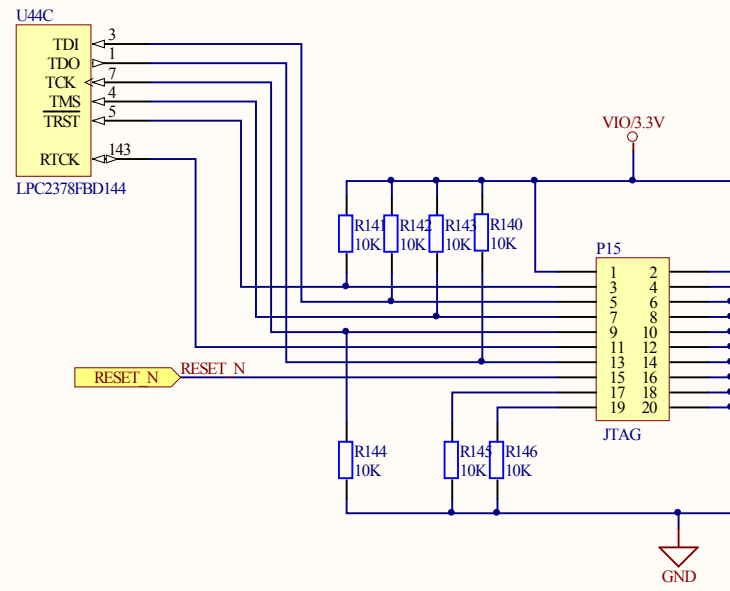 U44C
TDI 3
TDO 1
TCK 7
TMS 4
TRST 5
RTCK 143
LPC2378FBD144
VIO/3.3V
R141 R142 R143 R140
10K 10K 10K 10K
P15
1 2
3 4
5 6
7 8
9 10
11 12
13 14
15 16
17 18
19 20
JTAG
RESET_N RESET_N
R144 R145 R146
10K 10K 10K
GND